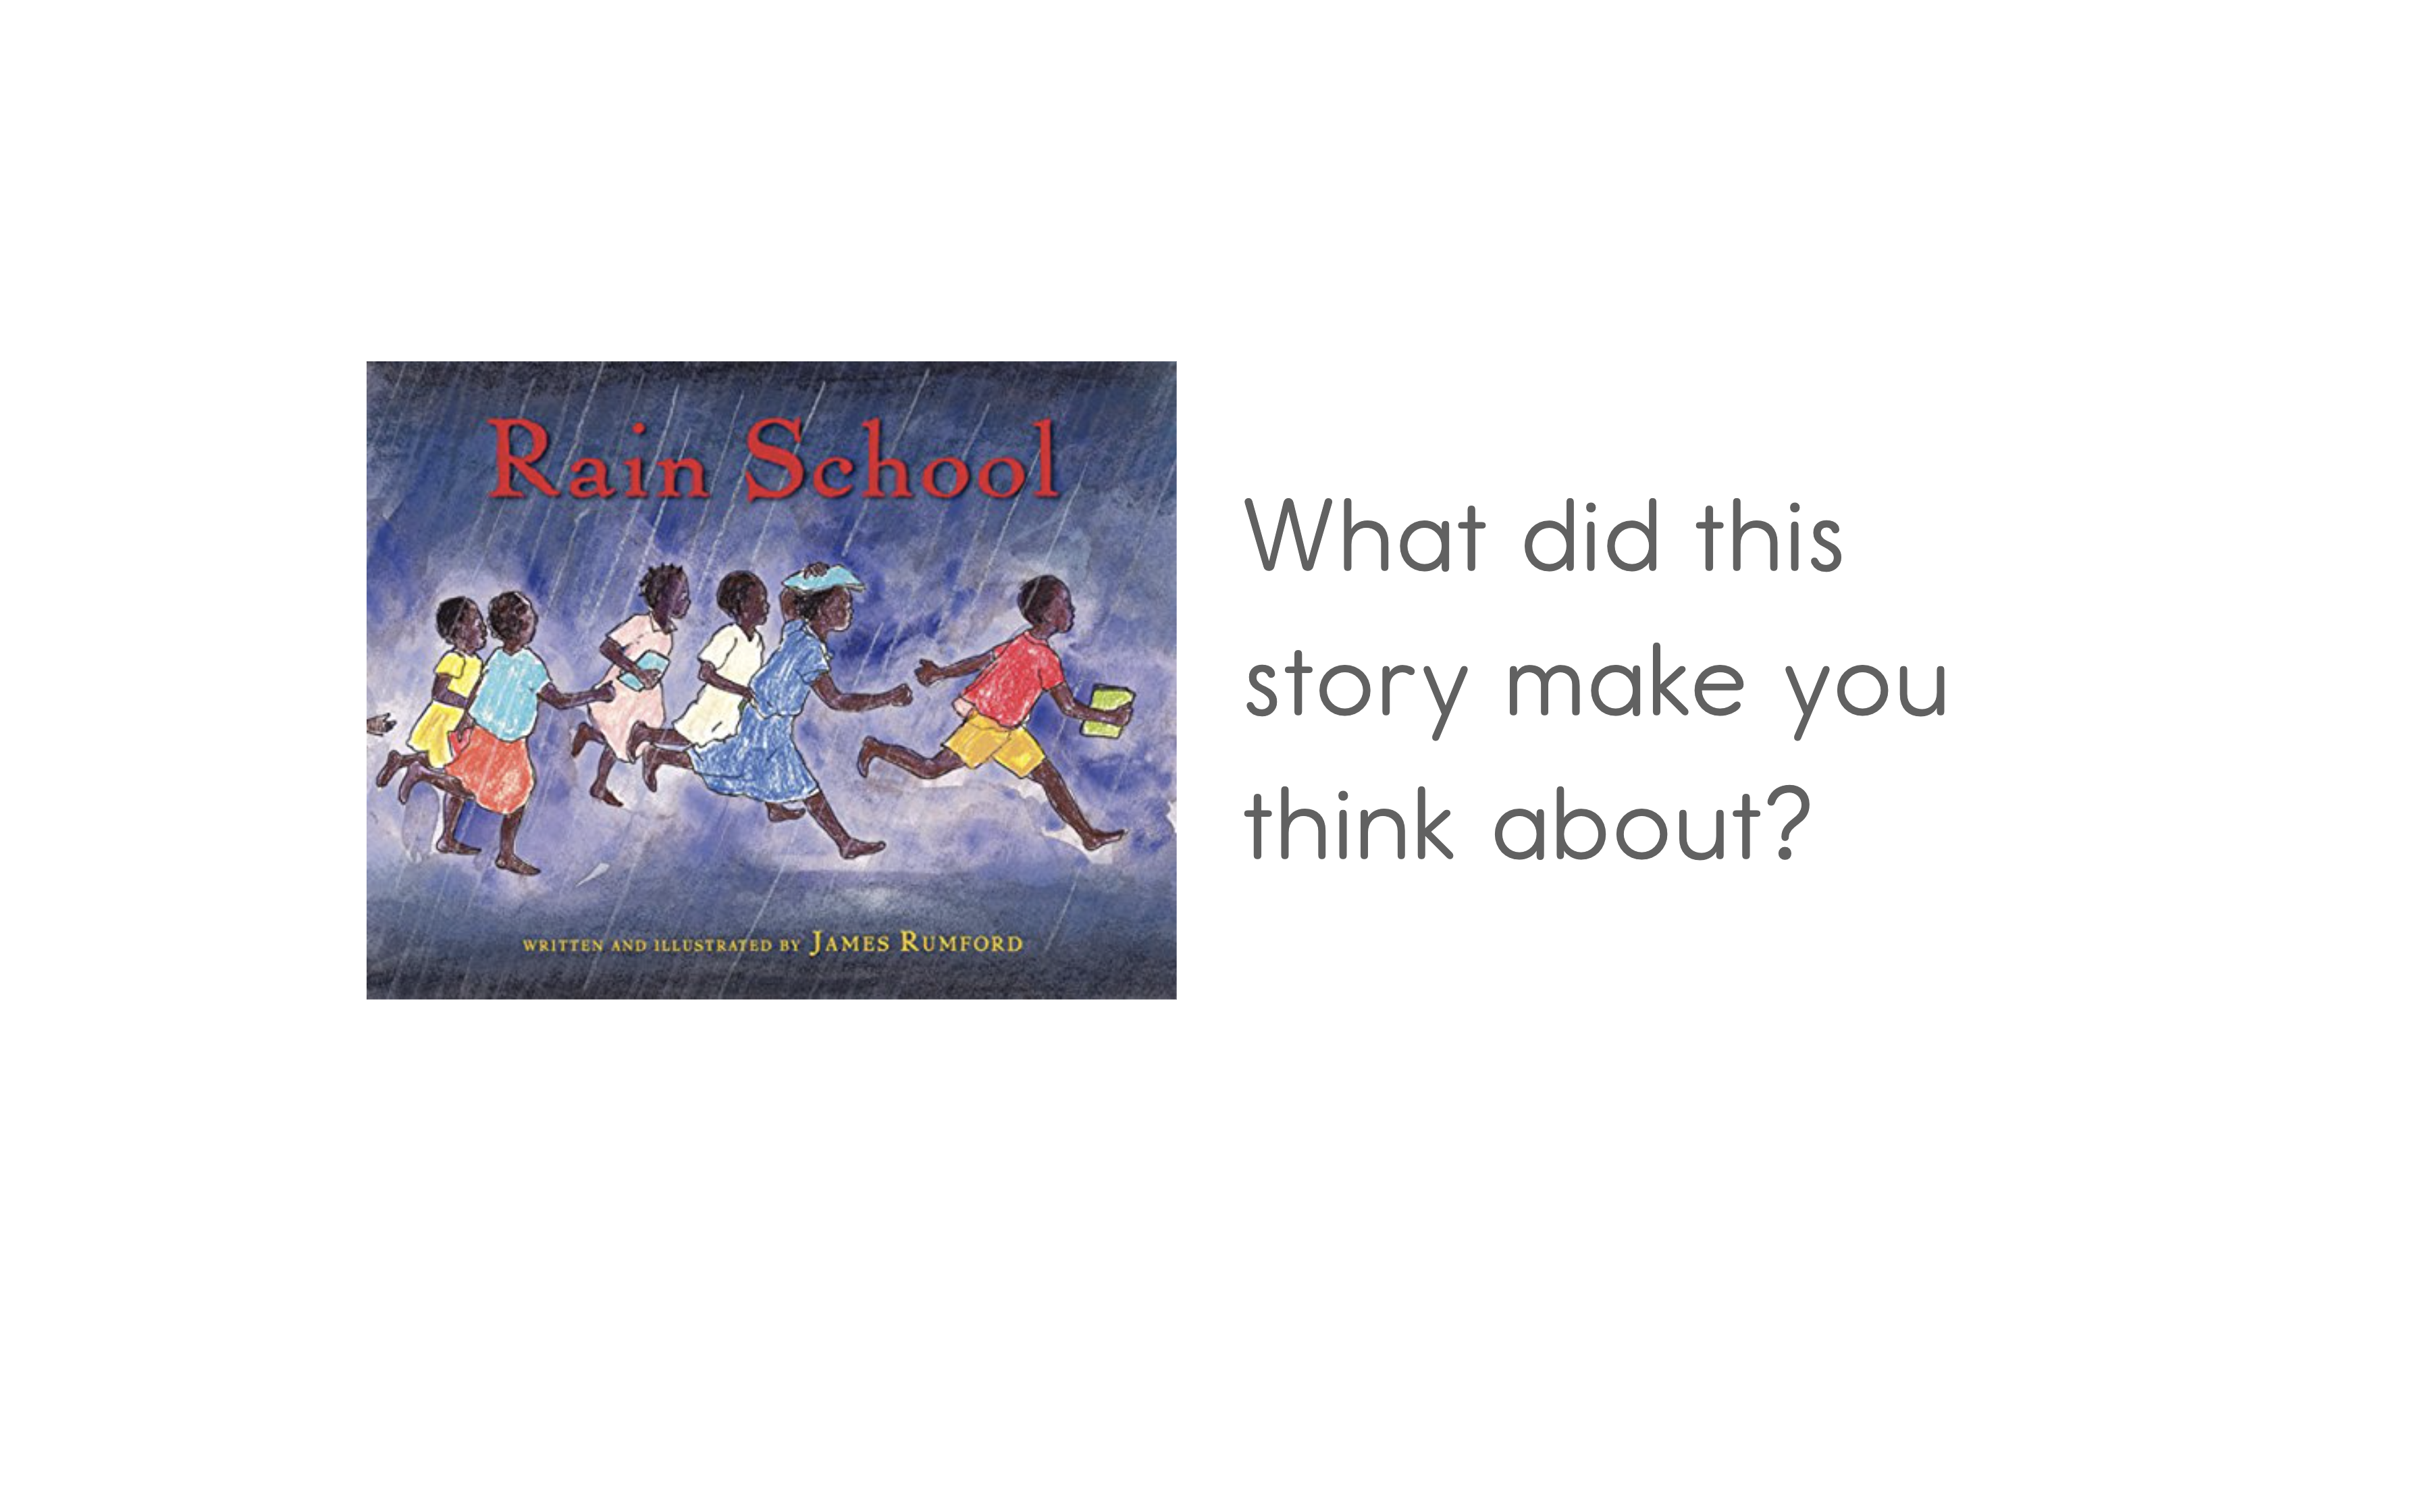 Rain School
WRITTEN AND ILLUSTRATED BY JAMES RUMFORD
What did this
story make you
think about?